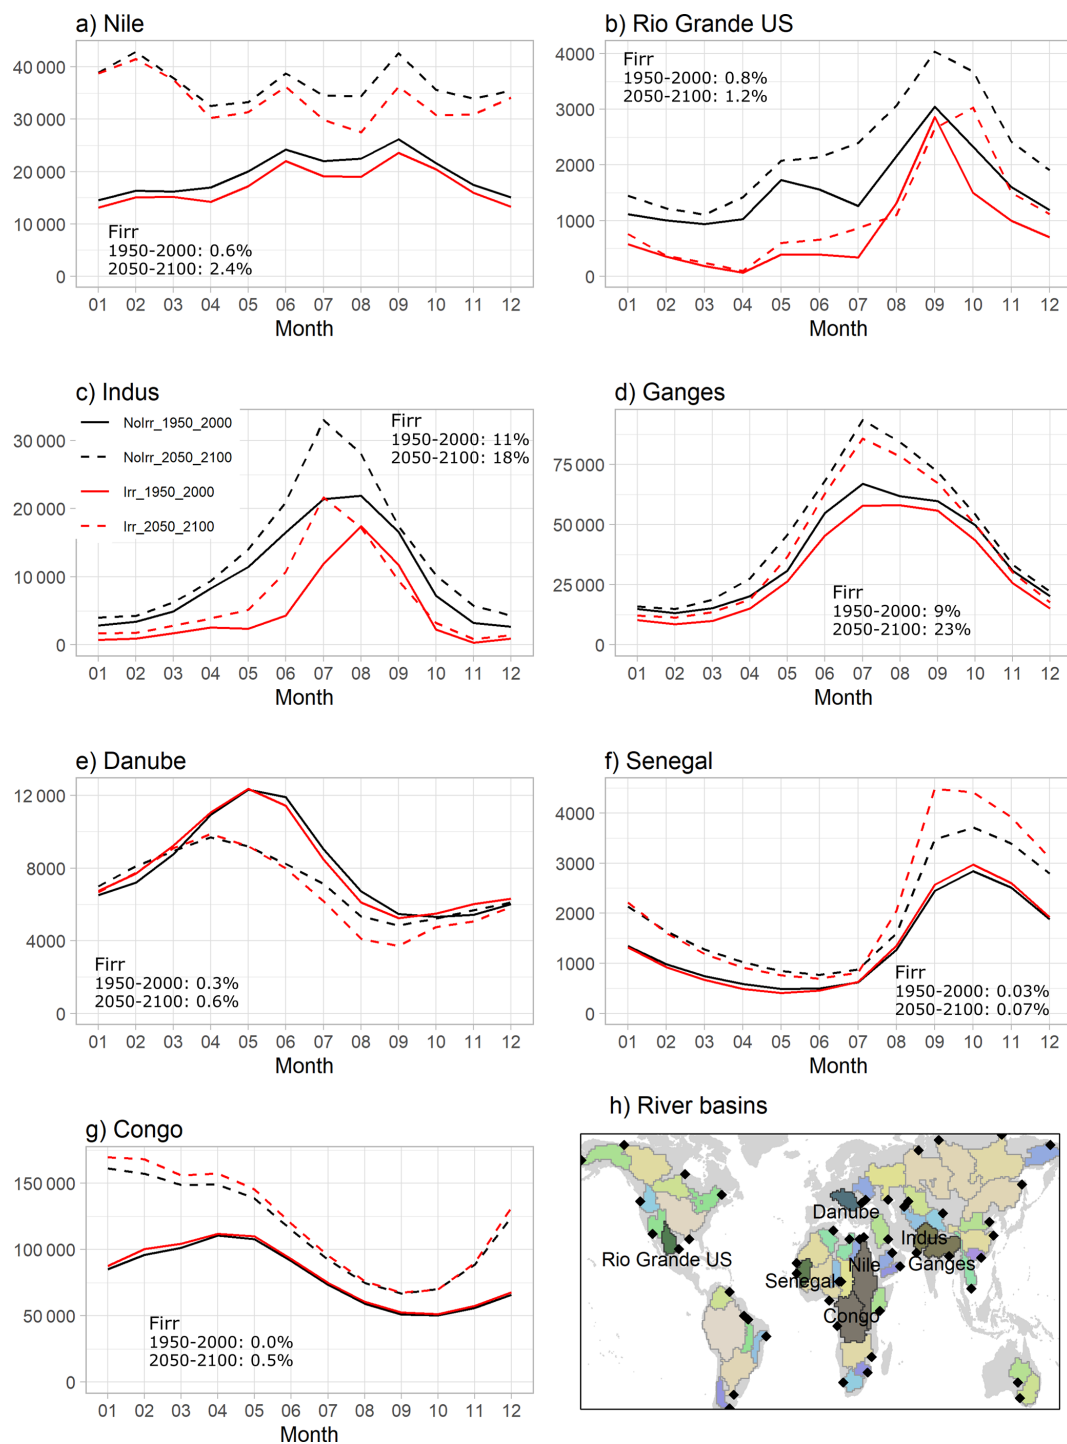 a) Nile
40 000
30 000
20 000
10 000
0
Firr
1950-2000: 0.6%
2050-2100: 2.4%
01 02 03 04 05 06 07 08 09 10 11 12
Month
b) Rio Grande US
4000
3000
2000
1000
0
Firr
1950-2000: 0.8%
2050-2100: 1.2%
01 02 03 04 05 06 07 08 09 10 11 12
Month
c) Indus
30 000
20 000
10 000
0
NoIrr_1950_2000
NoIrr_2050_2100
Irr_1950_2000
Irr_2050_2100
Firr
1950-2000: 11%
2050-2100: 18%
01 02 03 04 05 06 07 08 09 10 11 12
Month
d) Ganges
75000
50000
25000
0
Firr
1950-2000: 9%
2050-2100: 23%
01 02 03 04 05 06 07 08 09 10 11 12
Month
e) Danube
12 000
8000
4000
0
Firr
1950-2000: 0.3%
2050-2100: 0.6%
01 02 03 04 05 06 07 08 09 10 11 12
Month
f) Senegal
4000
3000
2000
1000
0
Firr
1950-2000: 0.03%
2050-2100: 0.07%
01 02 03 04 05 06 07 08 09 10 11 12
Month
g) Congo
150 000
100 000
50 000
0
Firr
1950-2000: 0.0%
2050-2100: 0.5%
01 02 03 04 05 06 07 08 09 10 11 12
Month
h) River basins
Danube
Indus
Rio Grande US
Nile
Ganges
Senegal
Congo